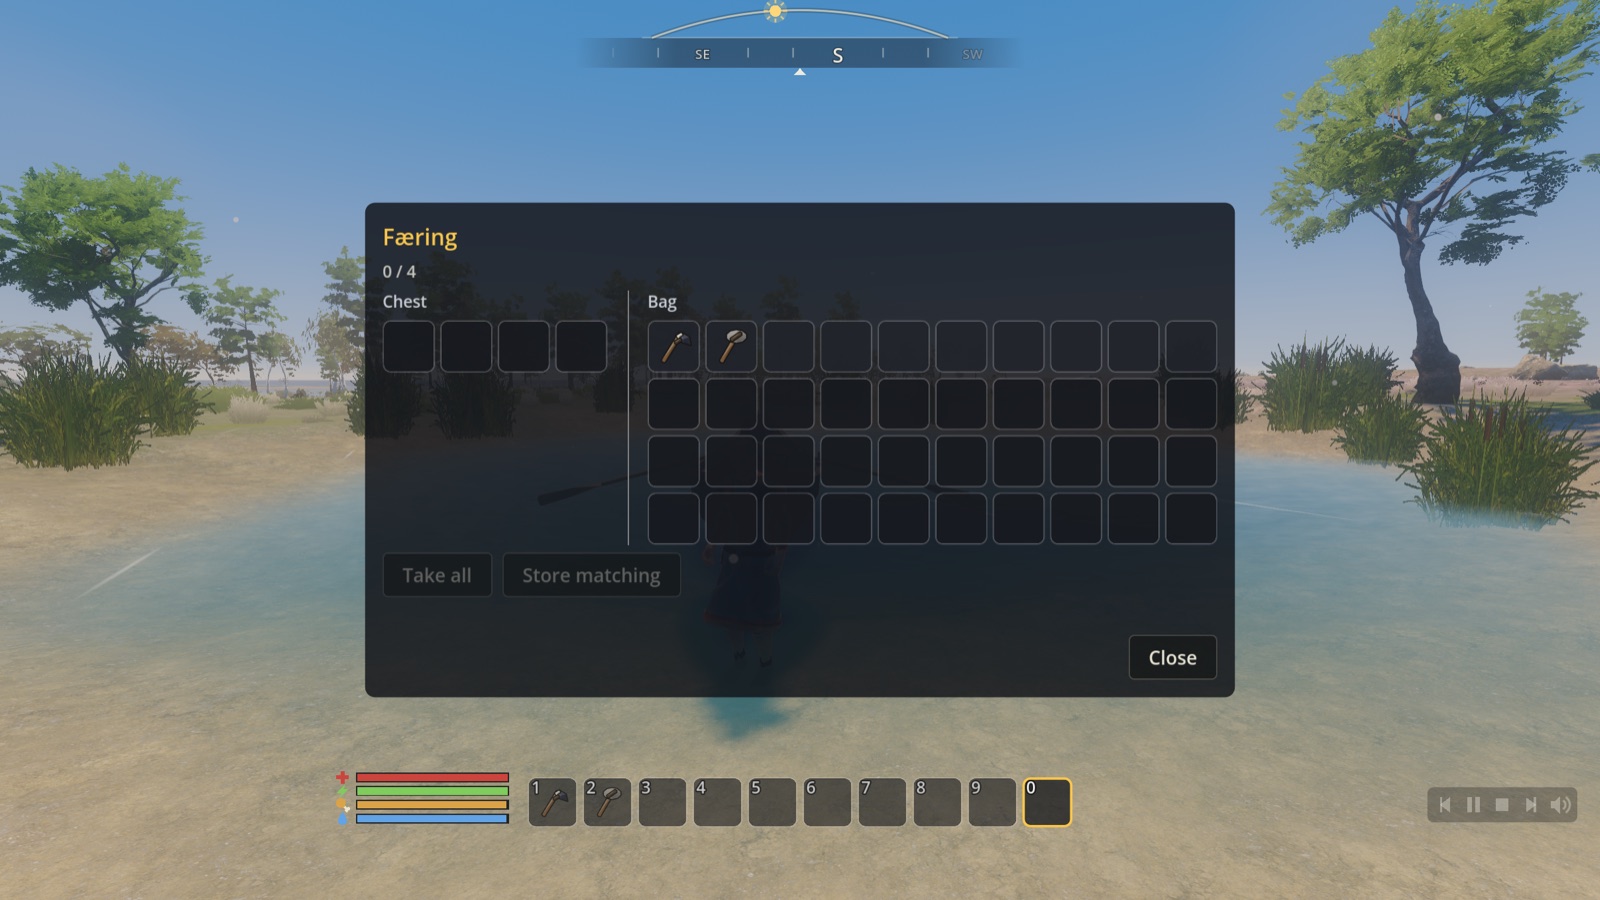 SE S SW
Færing
0 / 4
Chest
Bag
Take all
Store matching
Close
1 2 3 4 5 6 7 8 9 0